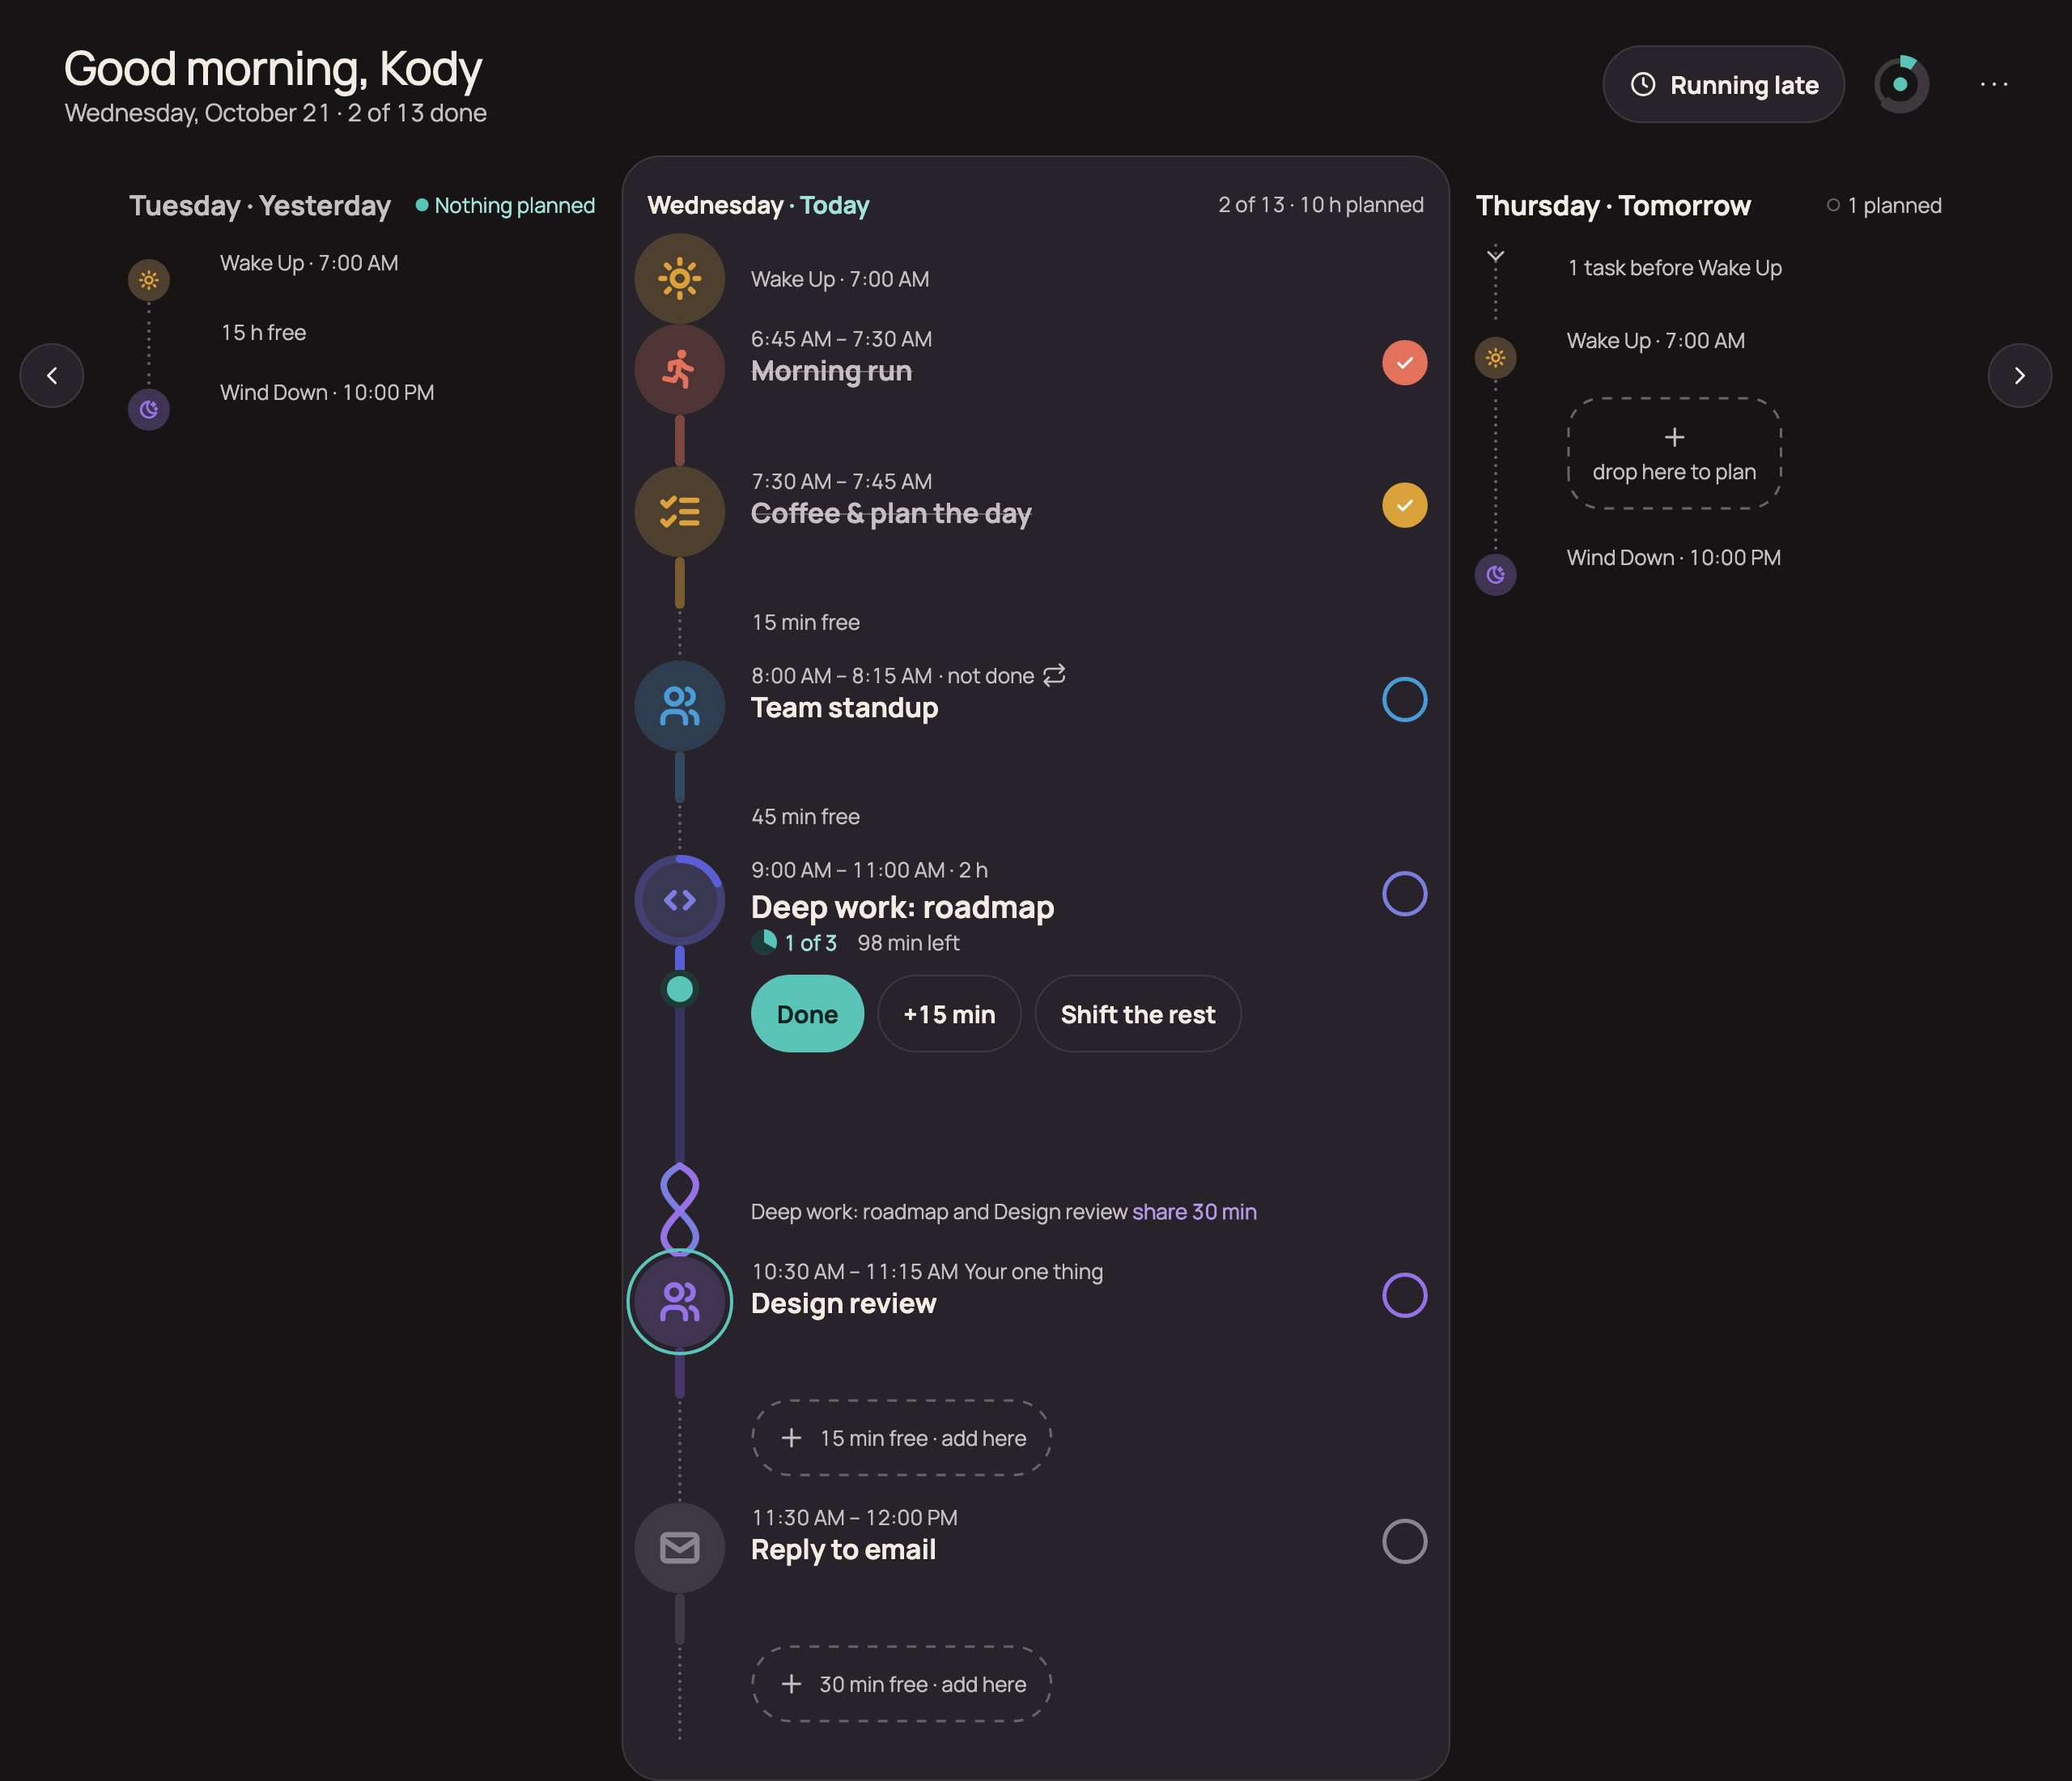 Good morning, Kody
Wednesday, October 21 · 2 of 13 done
Running late
Tuesday · Yesterday
Nothing planned
Wake Up · 7:00 AM
15 h free
Wind Down · 10:00 PM
Wednesday · Today
2 of 13 · 10 h planned
Wake Up · 7:00 AM
6:45 AM – 7:30 AM
Morning run
7:30 AM – 7:45 AM
Coffee & plan the day
15 min free
8:00 AM – 8:15 AM · not done
Team standup
45 min free
9:00 AM – 11:00 AM · 2 h
Deep work: roadmap
1 of 3 98 min left
Done
+15 min
Shift the rest
Deep work: roadmap and Design review share 30 min
10:30 AM – 11:15 AM Your one thing
Design review
15 min free · add here
11:30 AM – 12:00 PM
Reply to email
30 min free · add here
Thursday · Tomorrow
1 planned
1 task before Wake Up
Wake Up · 7:00 AM
drop here to plan
Wind Down · 10:00 PM